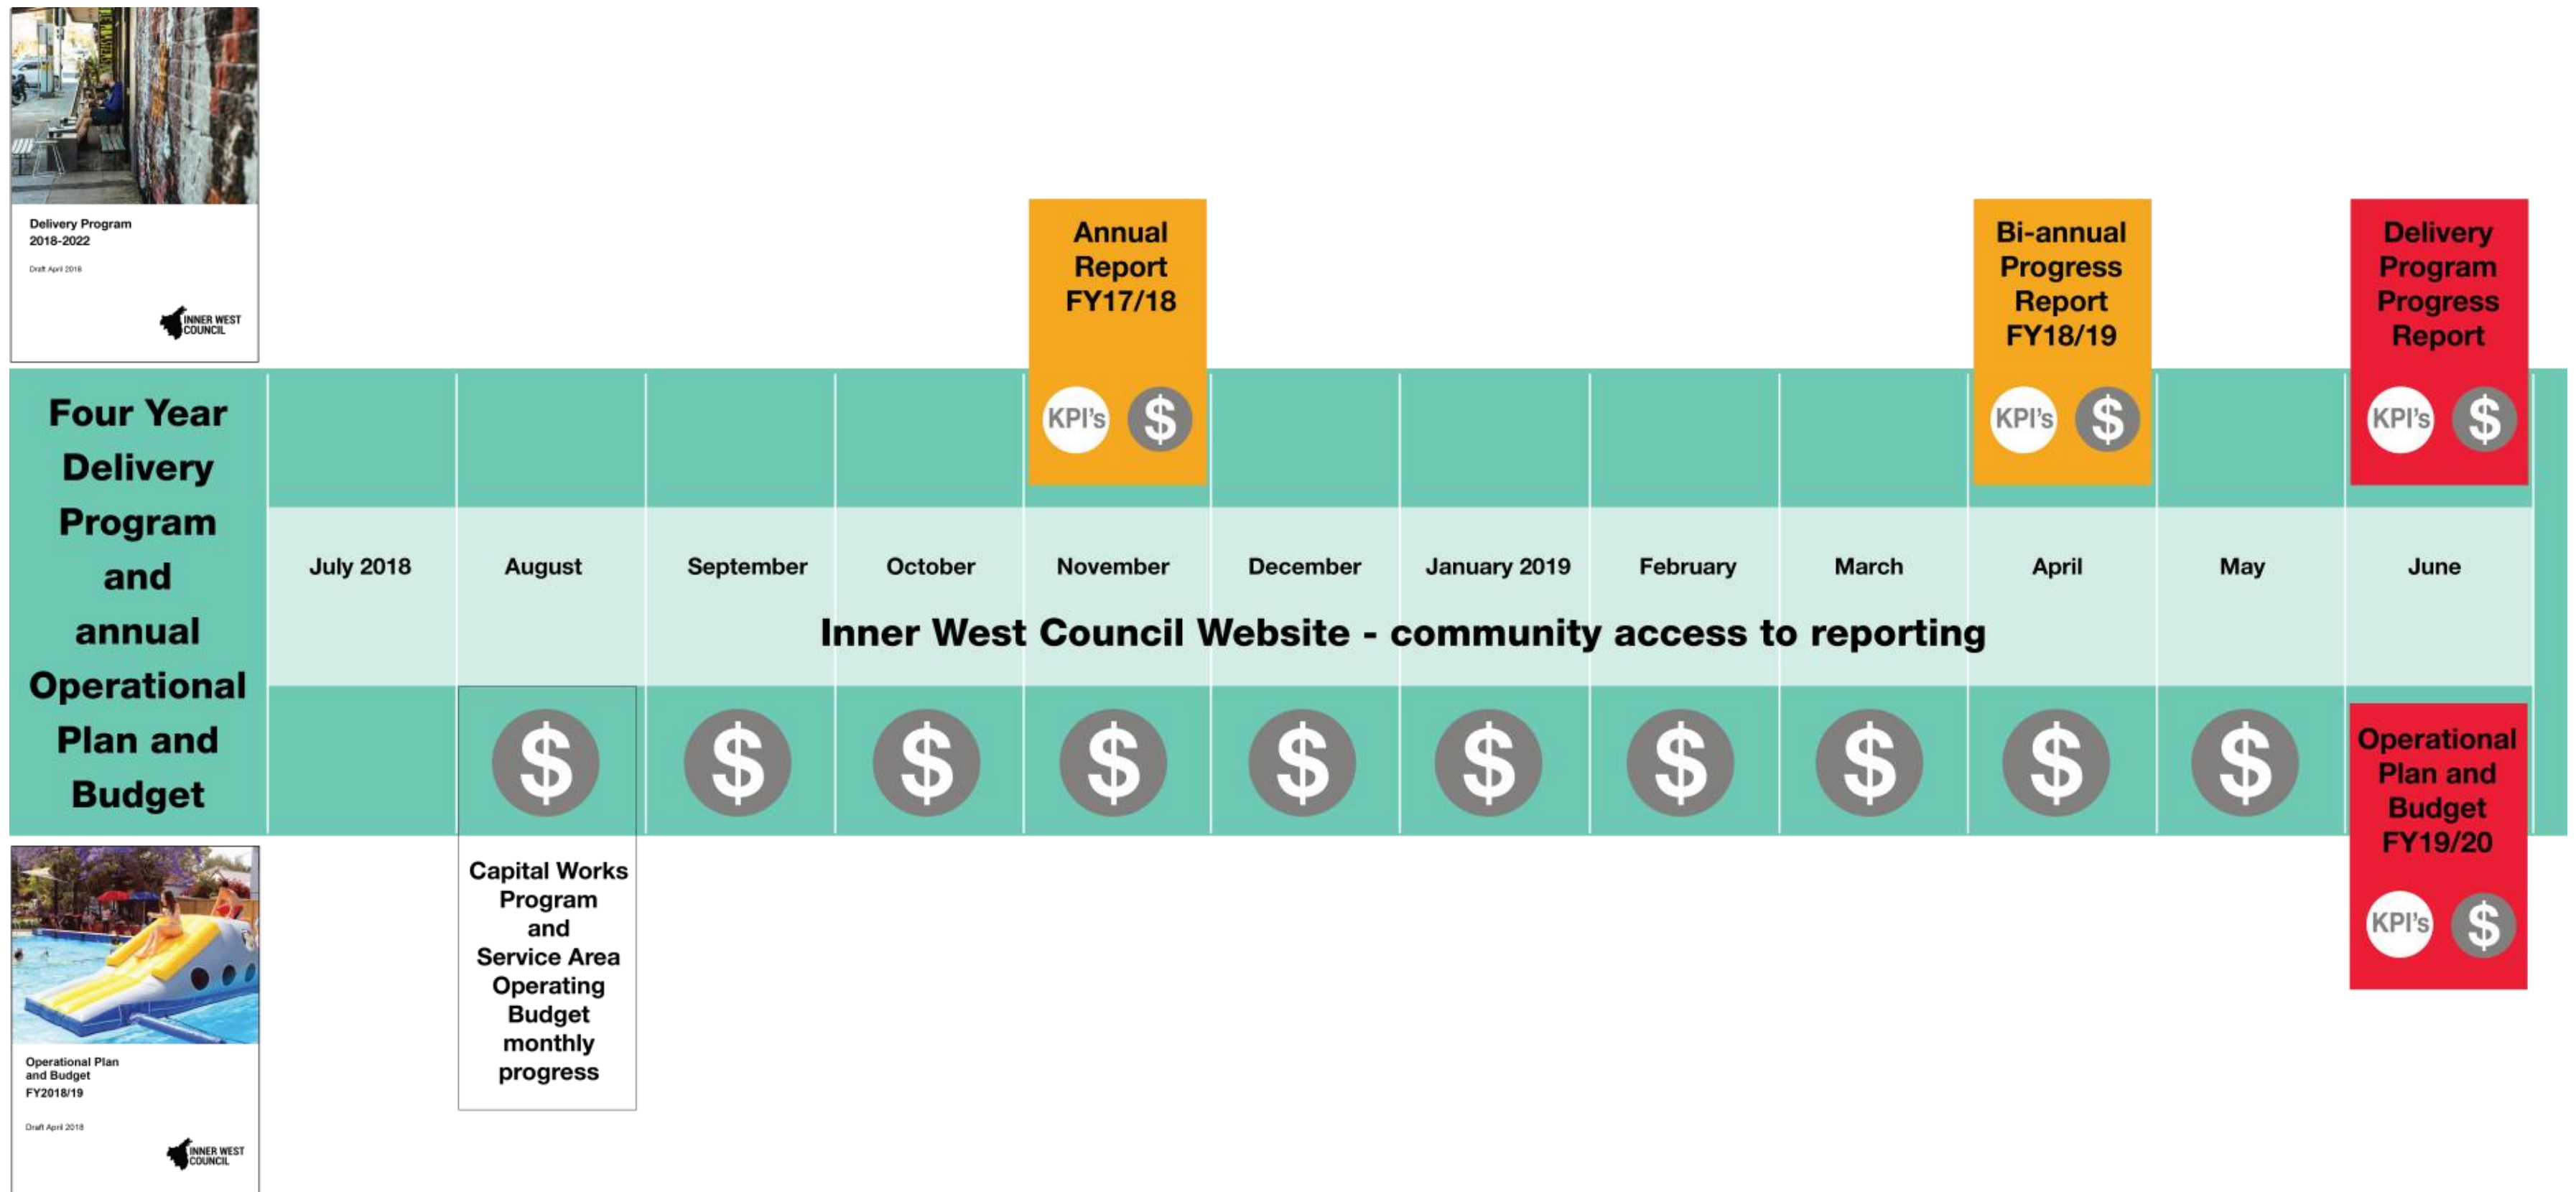 Delivery Program
2018-2022
Draft April 2018
INNER WEST
COUNCIL
Annual
Report
FY17/18
KPI's $
Bi-annual
Progress
Report
FY18/19
KPI's $
Delivery
Program
Progress
Report
KPI's $
Four Year
Delivery
Program
and
annual
Operational
Plan and
Budget
July 2018 August September October November December January 2019 February March April May June
Inner West Council Website - community access to reporting
$ $ $ $ $ $ $ $ $ $
Capital Works
Program
and
Service Area
Operating
Budget
monthly
progress
Operational
Plan and
Budget
FY19/20
KPI's $
Operational Plan
and Budget
FY2018/19
Draft April 2018
INNER WEST
COUNCIL